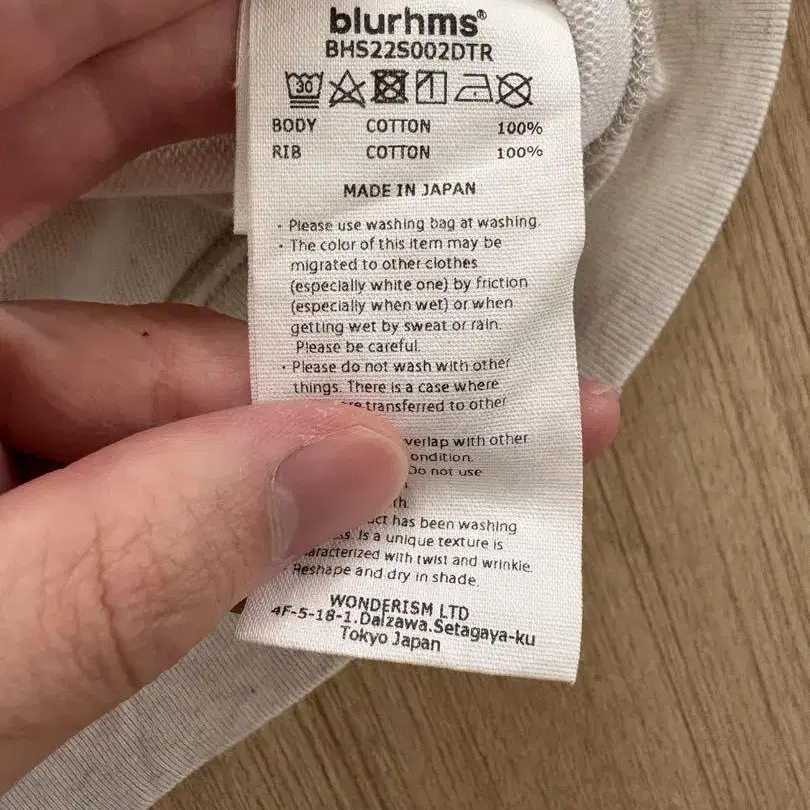 blurhms®
BHS22S002DTR
30
BODY COTTON 100%
RIB COTTON 100%
MADE IN JAPAN
· Please use washing bag at washing.
· The color of this item may be
migrated to other clothes
(especially white one) by friction
(especially when wet) or when
getting wet by sweat or rain.
Please be careful.
· Please do not wash with other
things. There is a case where
transferred to other
overlap with other
Do not use
has been washing
Is a unique texture is
characterized with twist and wrinkle.
Reshape and dry in shade.
WONDERISM LTD
4F-5-18-1.Daizawa.Setagaya-ku
Tokyo Japan